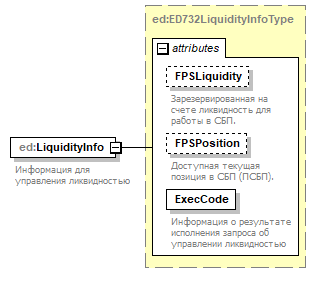 ed:ED732LiquidityInfoType
attributes
FPSLiquidity
Зарезервированная на
счете ликвидность для
работы в СБП.
FPSPosition
Доступная текущая
позиция в СБП (ПСБП).
ed:LiquidityInfo
Информация для
управления ликвидностью
ExecCode
Информация о результате
исполнения запроса об
управлении ликвидностью